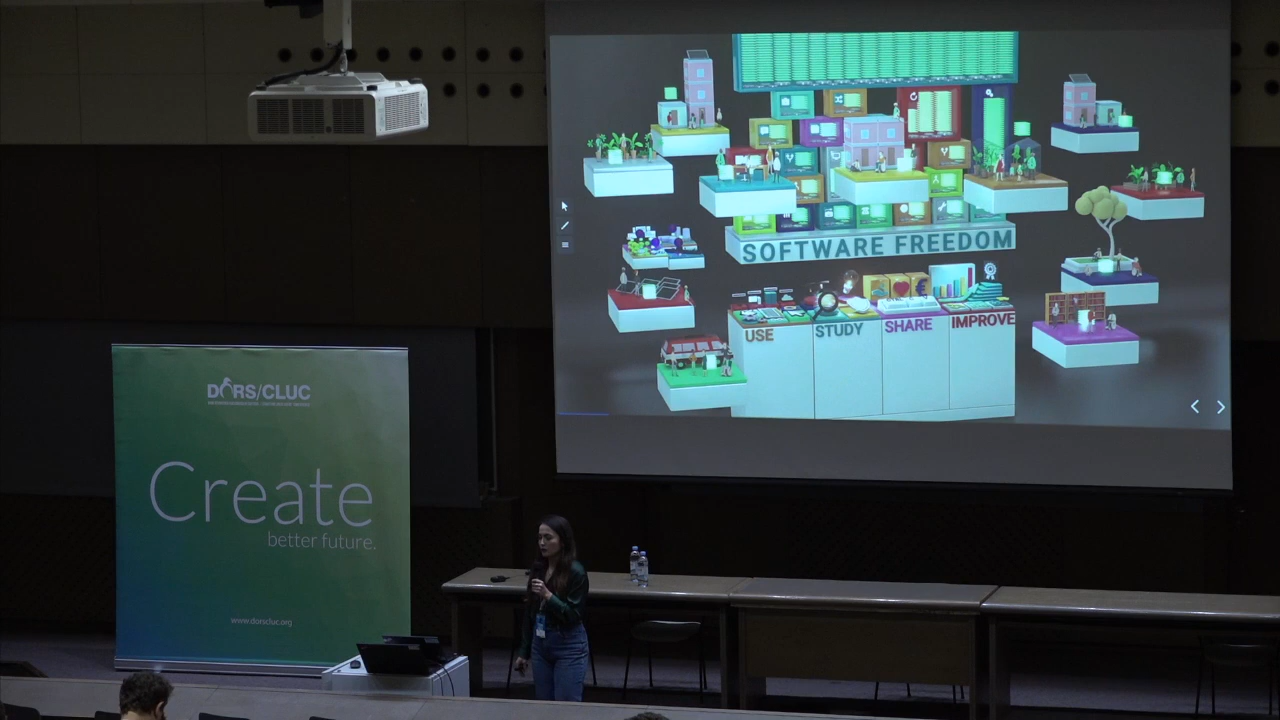 SOFTWARE FREEDOM
USE
STUDY
SHARE
IMPROVE
DORS/CLUC
Create
better future.
www.dorscluc.org